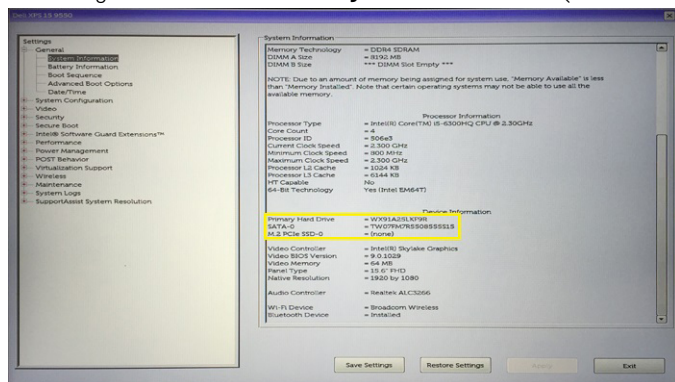 Dell XPS 15 9550
Settings
General
System Information
Battery Information
Boot Sequence
Advanced Boot Options
Date/Time
System Configuration
Video
Security
Secure Boot
Intel® Software Guard Extensions™
Performance
Power Management
POST Behavior
Virtualization Support
Wireless
Maintenance
System Logs
SupportAssist System Resolution
System Information
Memory Technology = DDR4 SDRAM
DIMM A Size = 8192 MB
DIMM B Size *** DIMM Slot Empty ***
NOTE: Due to an amount of memory being assigned for system use, "Memory Available" is less
than "Memory Installed". Note that certain operating systems may not be able to use all the
available memory.
Processor Information
Processor Type = Intel(R) Core(TM) i5-6300HQ CPU @ 2.30GHz
Core Count = 4
Processor ID = 506e3
Current Clock Speed = 2.300 GHz
Minimum Clock Speed = 800 MHz
Maximum Clock Speed = 2.300 GHz
Processor L2 Cache = 1024 KB
Processor L3 Cache = 6144 KB
HT Capable No
64-Bit Technology Yes (Intel EM64T)
Device Information
Primary Hard Drive
SATA-0
M.2 PCIe SSD-0 = (none)
Video Controller = Intel(R) Skylake Graphics
Video BIOS Version = 9.0.1029
Video Memory = 64 MB
Panel Type = 15.6" FHD
Native Resolution = 1920 by 1080
Audio Controller = Realtek ALC3266
Wi-Fi Device = Broadcom Wireless
Bluetooth Device = Installed
Save Settings
Restore Settings
Apply
Exit